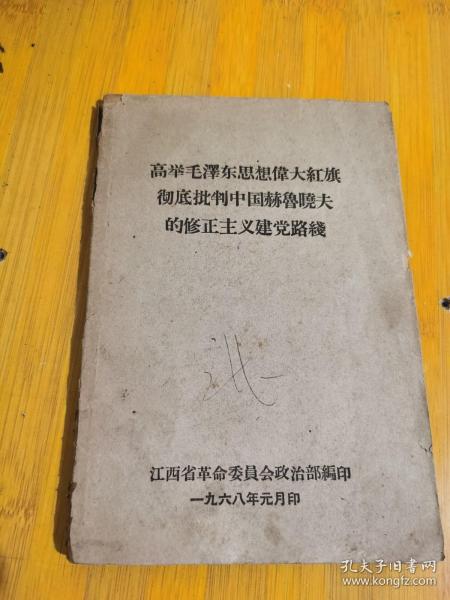 高举毛澤东思想偉大紅旗
彻底批判中国赫魯曉夫
的修正主义建党路綫
江西省革命委員会政治部編印
一九六八年元月印
孔夫子旧书网
www.kongfz.com